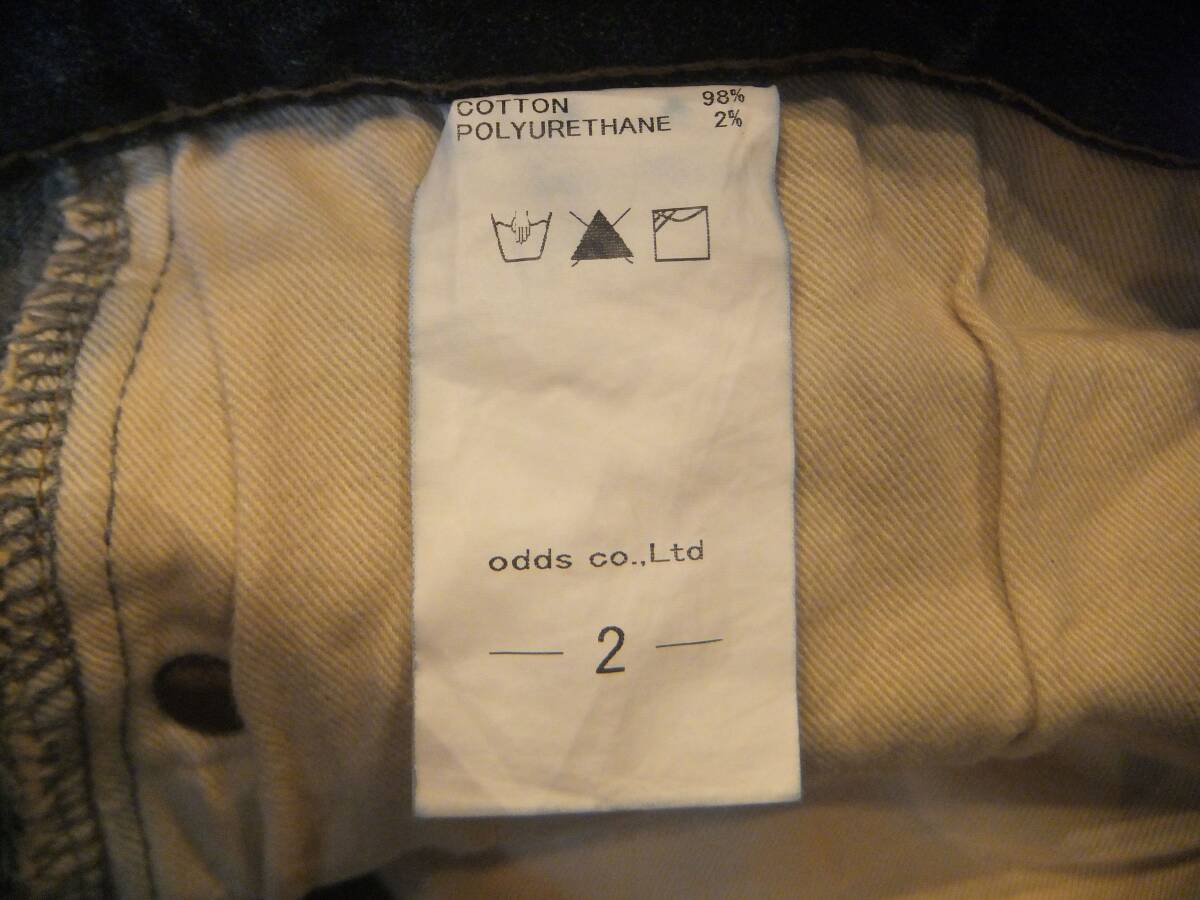 COTTON 98%
POLYURETHANE 2%
odds co.,Ltd
— 2 —